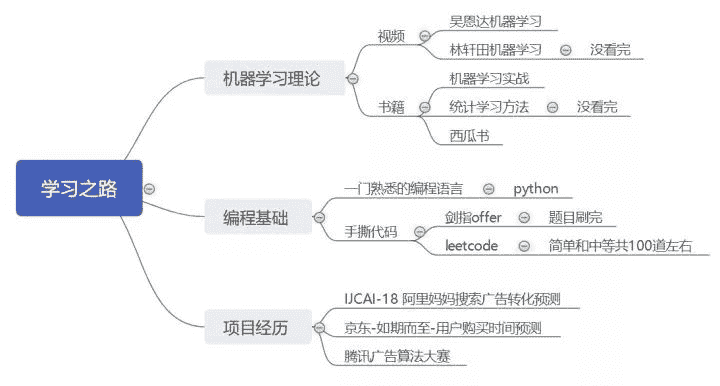 学习之路
机器学习理论
视频
吴恩达机器学习
林轩田机器学习
没看完
书籍
机器学习实战
统计学习方法
没看完
西瓜书
编程基础
一门熟悉的编程语言
python
手撕代码
剑指offer
题目刷完
leetcode
简单和中等共100道左右
项目经历
IJCAI-18 阿里妈妈搜索广告转化预测
京东-如期而至-用户购买时间预测
腾讯广告算法大赛